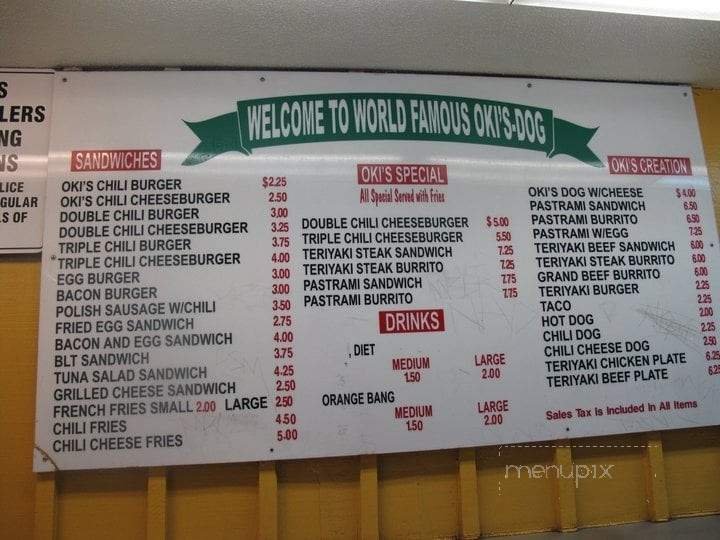 S
LERS
NG
NS
LICE
GULAR
LS OF
WELCOME TO WORLD FAMOUS OKI'S-DOG
SANDWICHES
OKI'S CHILI BURGER $2.25
OKI'S CHILI CHEESEBURGER 2.50
DOUBLE CHILI BURGER 3.00
DOUBLE CHILI CHEESEBURGER 3.25
TRIPLE CHILI BURGER 3.75
TRIPLE CHILI CHEESEBURGER 4.00
EGG BURGER 3.00
BACON BURGER 3.00
POLISH SAUSAGE W/CHILI 3.50
FRIED EGG SANDWICH 2.75
BACON AND EGG SANDWICH 4.00
BLT SANDWICH 3.75
TUNA SALAD SANDWICH 4.25
GRILLED CHEESE SANDWICH 2.50
FRENCH FRIES SMALL 2.00 LARGE 2.50
CHILI FRIES 4.50
CHILI CHEESE FRIES 5.00
OKI'S SPECIAL
All Special Served with Fries
DOUBLE CHILI CHEESEBURGER $5.00
TRIPLE CHILI CHEESEBURGER 5.50
TERIYAKI STEAK SANDWICH 7.25
TERIYAKI STEAK BURRITO 7.25
PASTRAMI SANDWICH 7.75
PASTRAMI BURRITO 7.75
DRINKS
, DIET
MEDIUM LARGE
1.50 2.00
ORANGE BANG
MEDIUM LARGE
1.50 2.00
OKI'S CREATION
OKI'S DOG W/CHEESE $4.00
PASTRAMI SANDWICH 6.50
PASTRAMI BURRITO 6.50
PASTRAMI W/EGG 7.25
TERIYAKI BEEF SANDWICH 6.00
TERIYAKI STEAK BURRITO 6.00
GRAND BEEF BURRITO 6.00
TERIYAKI BURGER 2.25
TACO 2.25
HOT DOG 2.00
CHILI DOG 2.25
CHILI CHEESE DOG 2.50
TERIYAKI CHICKEN PLATE 6.25
TERIYAKI BEEF PLATE 6.25
Sales Tax is Included in All Items
menupix